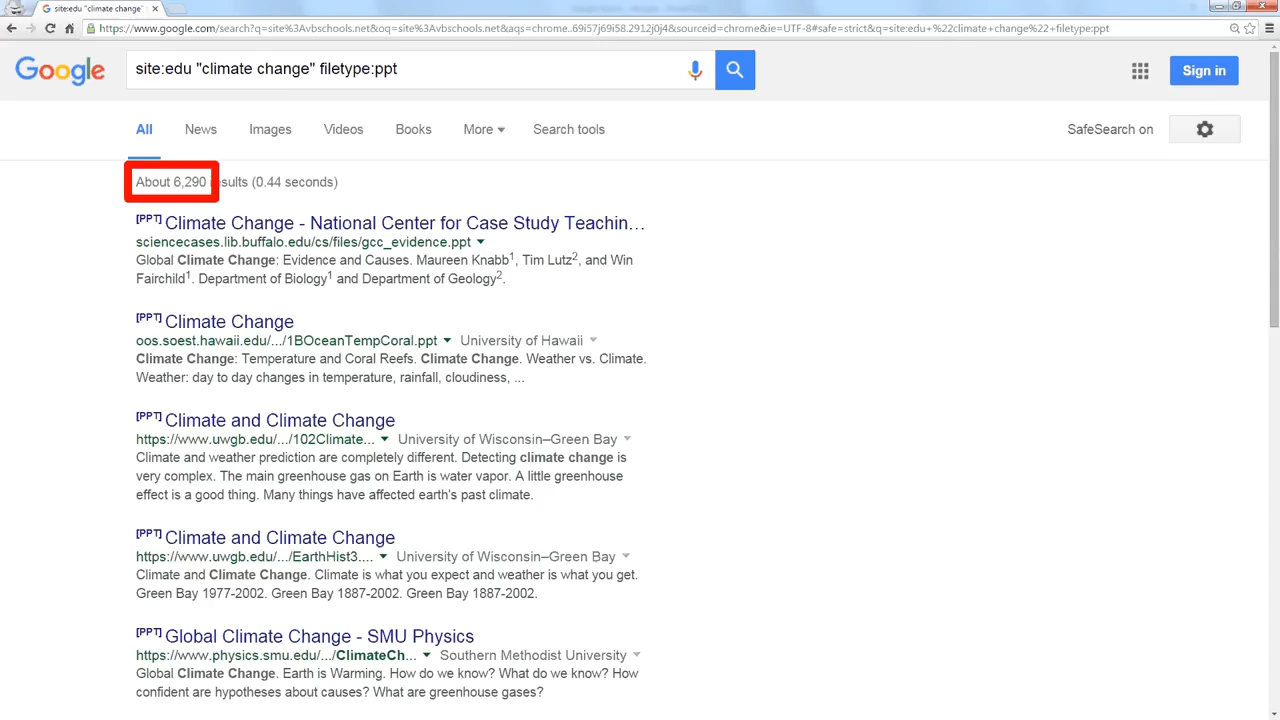 site:edu "climate change" filetype:ppt
https://www.google.com/search?q=site%3Avbschools.net&oq=site%3Avbschools.net&aqs=chrome..69i57j69i58.2912j0j4&sourceid=chrome&ie=UTF-8#safe=strict&q=site:edu+%22climate+change%22+filetype:ppt
Google site:edu "climate change" filetype:ppt Sign in
All News Images Videos Books More Search tools SafeSearch on
About 6,290 results (0.44 seconds)
[PPT] Climate Change - National Center for Case Study Teachin...
sciencecases.lib.buffalo.edu/cs/files/gcc_evidence.ppt
Global Climate Change: Evidence and Causes. Maureen Knabb1, Tim Lutz2, and Win
Fairchild1. Department of Biology1 and Department of Geology2.
[PPT] Climate Change
oos.soest.hawaii.edu/.../1BOceanTempCoral.ppt University of Hawaii
Climate Change: Temperature and Coral Reefs. Climate Change. Weather vs. Climate.
Weather: day to day changes in temperature, rainfall, cloudiness, ...
[PPT] Climate and Climate Change
https://www.uwgb.edu/.../102Climate... University of Wisconsin–Green Bay
Climate and weather prediction are completely different. Detecting climate change is
very complex. The main greenhouse gas on Earth is water vapor. A little greenhouse
effect is a good thing. Many things have affected earth's past climate.
[PPT] Climate and Climate Change
https://www.uwgb.edu/.../EarthHist3.... University of Wisconsin–Green Bay
Climate and Climate Change. Climate is what you expect and weather is what you get.
Green Bay 1977-2002. Green Bay 1887-2002. Green Bay 1887-2002.
[PPT] Global Climate Change - SMU Physics
https://www.physics.smu.edu/.../ClimateCh... Southern Methodist University
Global Climate Change. Earth is Warming. How do we know? What do we know? How
confident are hypotheses about causes? What are greenhouse gases?